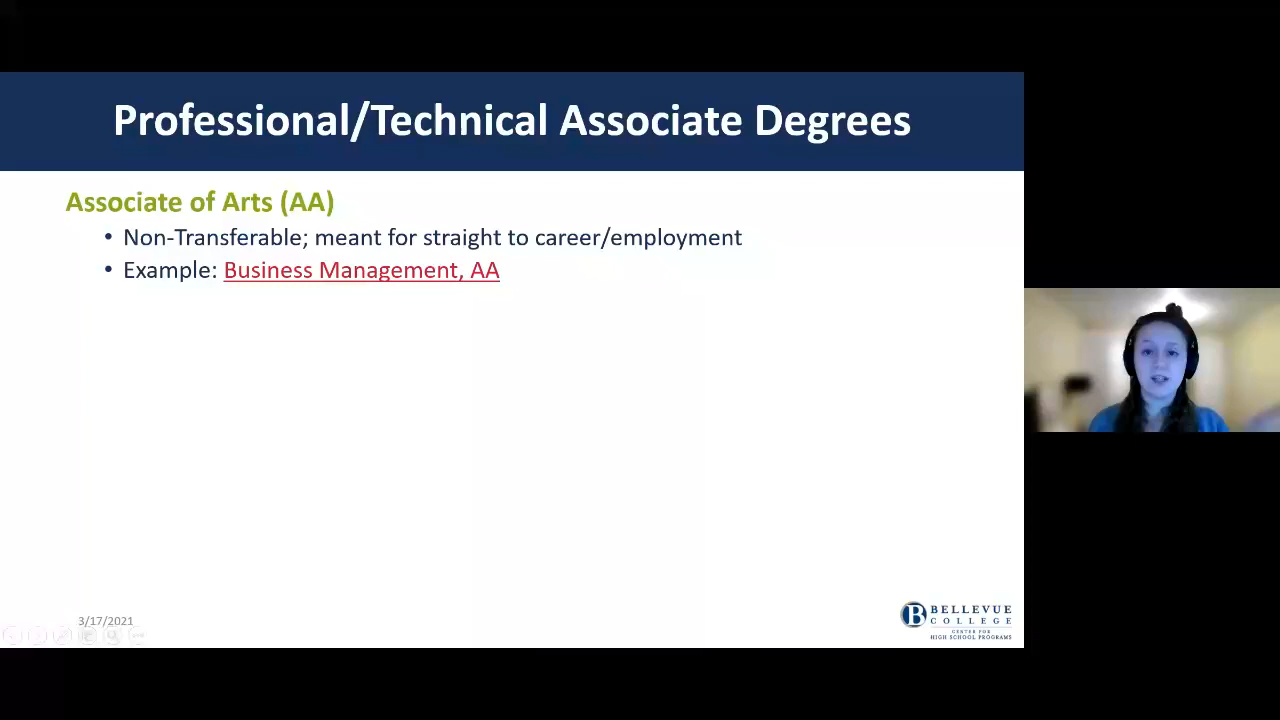 Professional/Technical Associate Degrees
Associate of Arts (AA)
• Non-Transferable; meant for straight to career/employment
• Example: Business Management, AA
3/17/2021
B BELLEVUE
COLLEGE
CENTER FOR
HIGH SCHOOL PROGRAMS